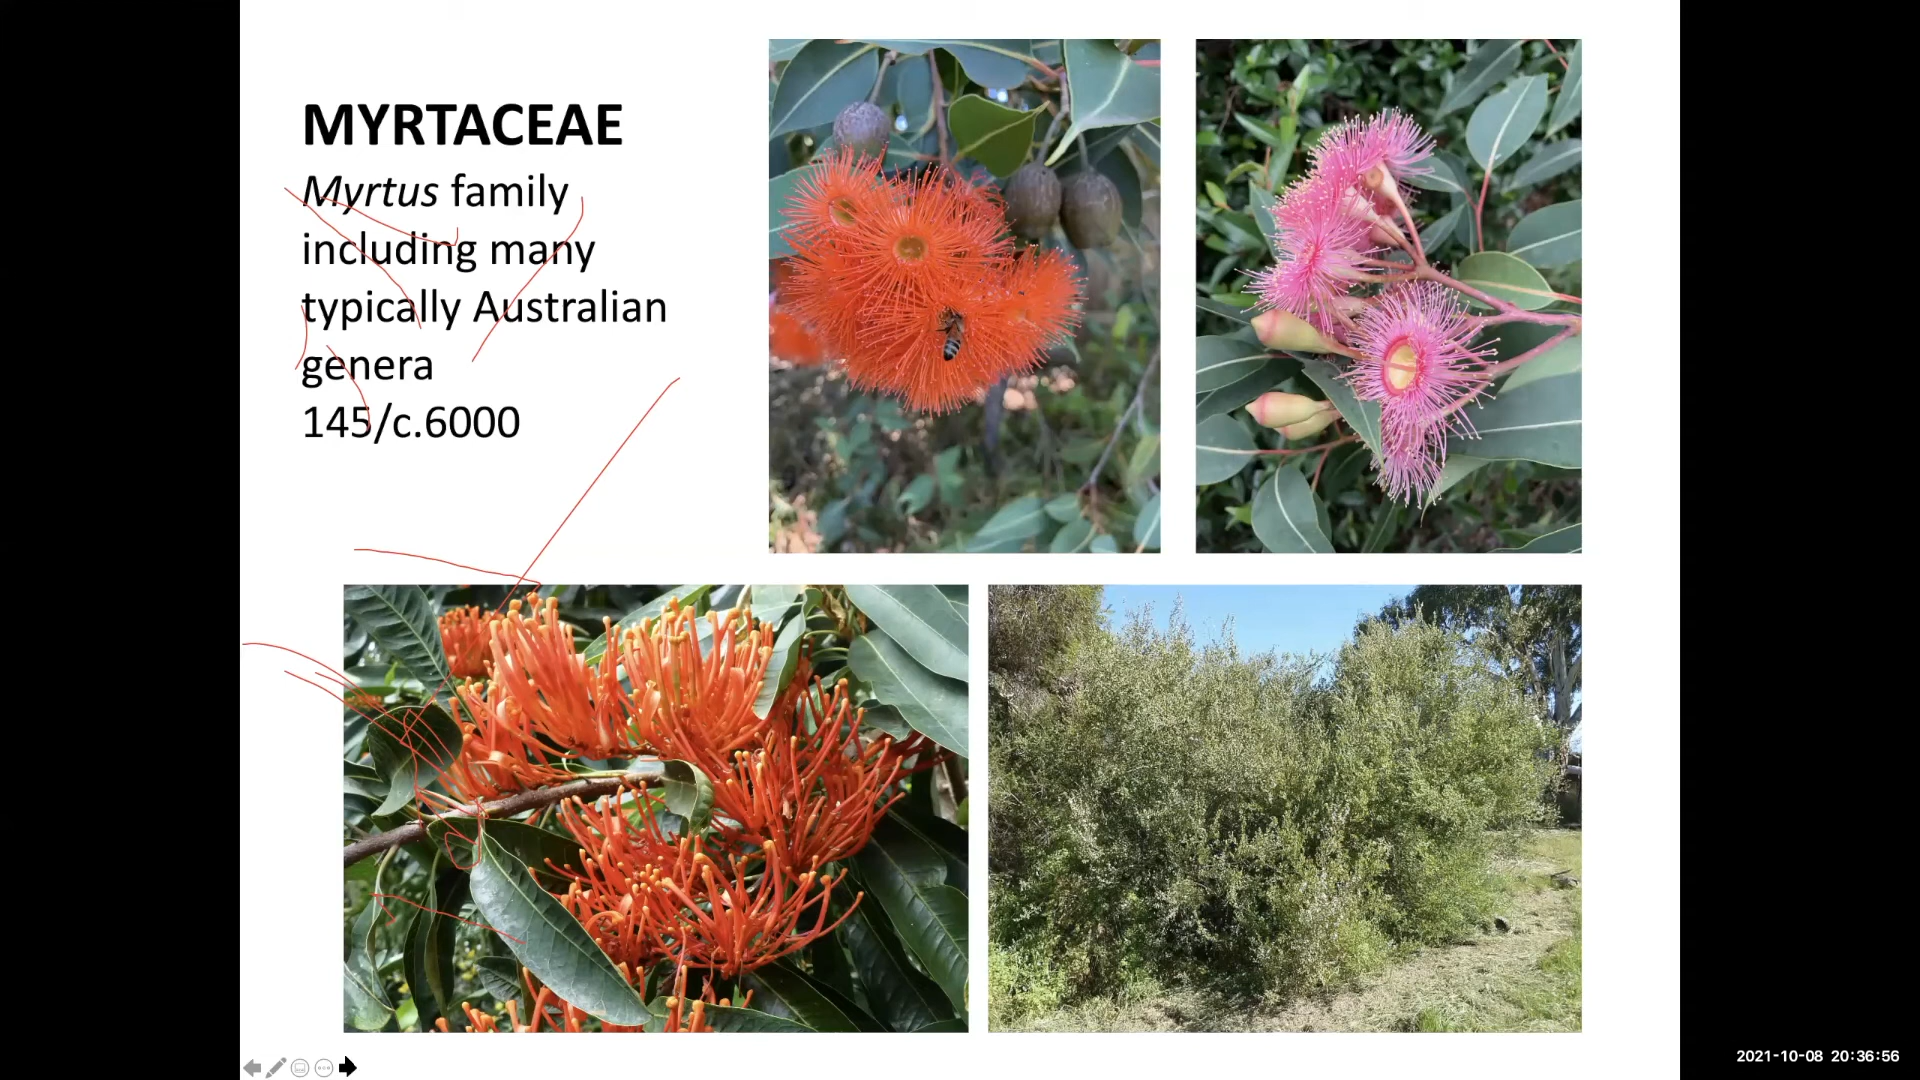 MYRTACEAE
Myrtus family
including many
typically Australian
genera
145/c.6000
2021-10-08 20:36:56